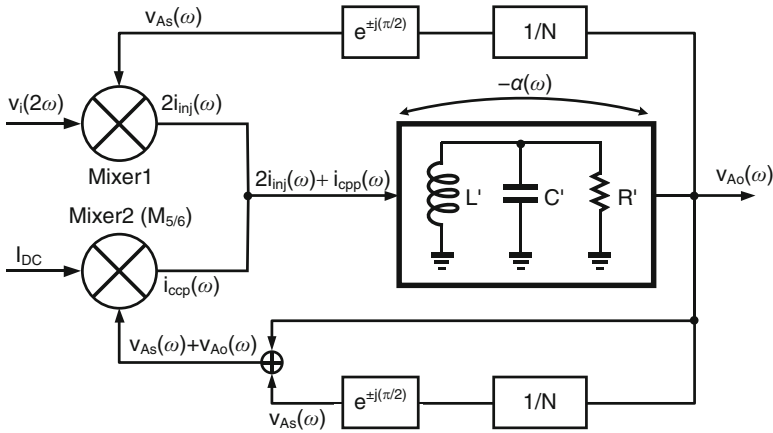 v_As(ω)
e^±j(π/2)
1/N
v_i(2ω)
2i_inj(ω)
−α(ω)
Mixer1
2i_inj(ω)+ i_cpp(ω)
L'
C'
R'
v_Ao(ω)
Mixer2 (M_5/6)
I_DC
i_ccp(ω)
v_As(ω)+v_Ao(ω)
e^±j(π/2)
1/N
v_As(ω)